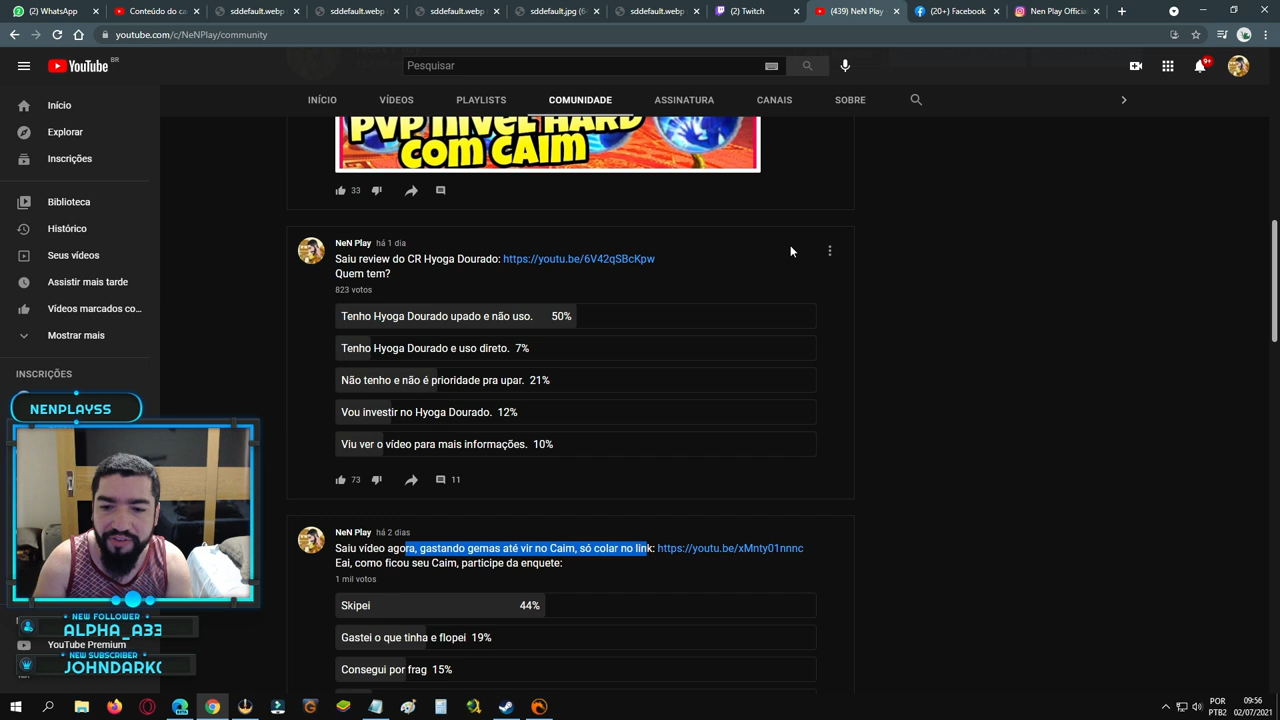 (2) WhatsApp
Conteúdo do ca
sddefault.webp
sddefault.webp
sddefault.webp
sddefault.jpg (6
sddefault.webp
(2) Twitch
(439) NeN Play
(20+) Facebook
Nen Play Offici
youtube.com/c/NeNPlay/community
YouTube BR
Pesquisar
9+
INÍCIO VÍDEOS PLAYLISTS COMUNIDADE ASSINATURA CANAIS SOBRE
Início
Explorar
Inscrições
Biblioteca
Histórico
Seus vídeos
Assistir mais tarde
Vídeos marcados co...
Mostrar mais
INSCRIÇÕES
PVP NIVEL HARD
COM CAIM
33
NeN Play há 1 dia
Saiu review do CR Hyoga Dourado: https://youtu.be/6V42qSBcKpw
Quem tem?
823 votos
Tenho Hyoga Dourado upado e não uso. 50%
Tenho Hyoga Dourado e uso direto. 7%
Não tenho e não é prioridade pra upar. 21%
Vou investir no Hyoga Dourado. 12%
Viu ver o vídeo para mais informações. 10%
73 11
NeN Play há 2 dias
Saiu vídeo agora, gastando gemas até vir no Caim, só colar no link: https://youtu.be/xMnty01nnnc
Eai, como ficou seu Caim, participe da enquete:
1 mil votos
Skipei 44%
Gastei o que tinha e flopei 19%
Consegui por frag 15%
NENPLAYSS
NEW FOLLOWER
ALPHA_A33
YouTube Premium
NEW SUBSCRIBER
JOHNDARK
POR
PTB2
09:56
02/07/2021